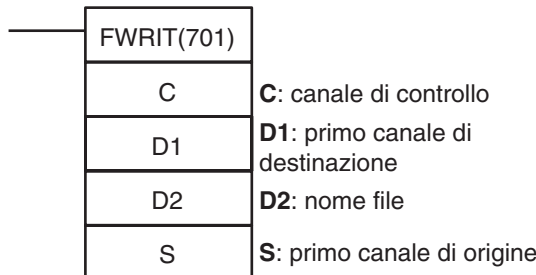 FWRIT(701)
C
C: canale di controllo
D1
D1: primo canale di
destinazione
D2
D2: nome file
S
S: primo canale di origine